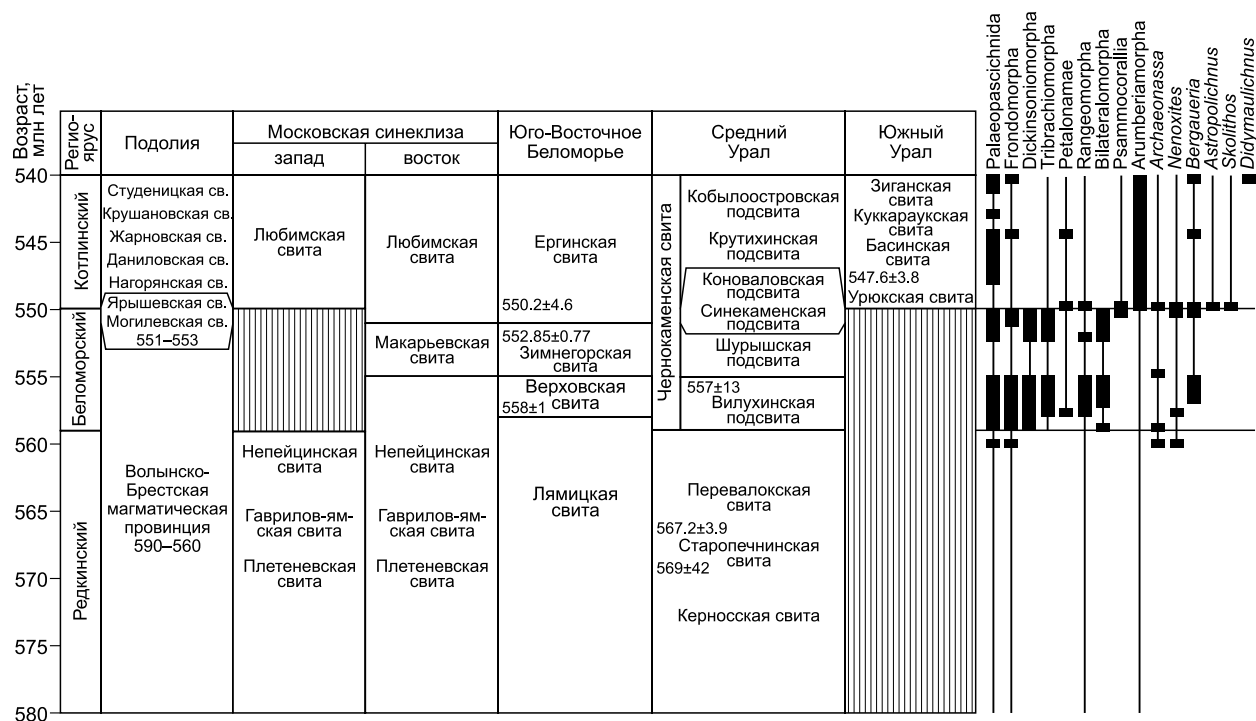 Возраст,
млн лет
Регио-
ярус
Подолия
Московская синеклиза
запад
восток
Юго-Восточное
Беломорье
Средний
Урал
Южный
Урал
Palaeopascichnida
Frondomorpha
Dickinsoniomorpha
Tribrachiomorpha
Petalonamae
Rangeomorpha
Bilateralomorpha
Psammocorallia
Arumberiamorpha
Archaeonassa
Nenoxites
Bergaueria
Astropolichnus
Skolithos
Didymaulichnus
540
545
550
555
560
565
570
575
580
Котлинский
Беломорский
Редкинский
Студеницкая св.
Крушановская св.
Жарновская св.
Даниловская св.
Нагорянская св.
Ярышевская св.
Могилевская св.
551–553
Волынско-
Брестская
магматическая
провинция
590–560
Любимская
свита
Непейцинская
свита
Гаврилов-ям-
ская свита
Плетеневская
свита
Любимская
свита
Макарьевская
свита
Непейцинская
свита
Гаврилов-ям-
ская свита
Плетеневская
свита
Ергинская
свита
550.2±4.6
552.85±0.77
Зимнегорская
свита
Верховская
558±1 свита
Лямицкая
свита
Чернокаменская свита
Кобылоостровская
подсвита
Крутихинская
подсвита
Коноваловская
подсвита
Синекаменская
подсвита
Шурышская
подсвита
557±13
Вилухинская
подсвита
Перевалокская
свита
567.2±3.9
Старопечнинская
свита
569±42
Керносская свита
Зиганская
свита
Куккараукская
свита
Басинская
свита
547.6±3.8
Урюкская свита